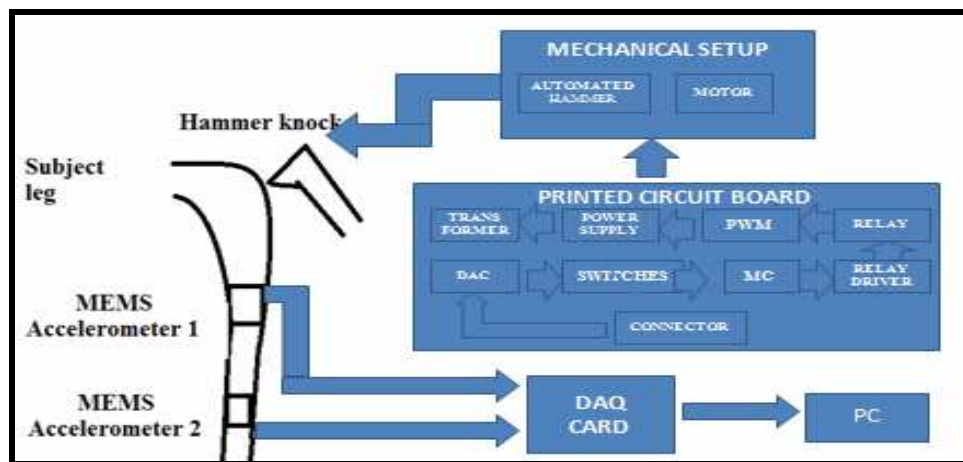 MECHANICAL SETUP
AUTOMATED
HAMMER
MOTOR
Hammer knock
Subject
leg
PRINTED CIRCUIT BOARD
TRANS
FORMER
POWER
SUPPLY
PWM
RELAY
DAC
SWITCHES
MC
RELAY
DRIVER
CONNECTOR
MEMS
Accelerometer 1
MEMS
Accelerometer 2
DAQ
CARD
PC